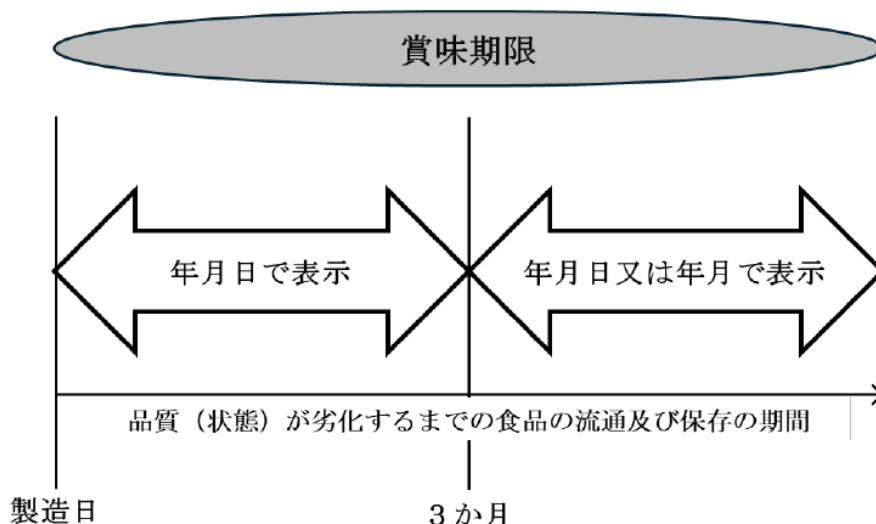 賞味期限
年月日で表示
年月日又は年月で表示
品質（状態）が劣化するまでの食品の流通及び保存の期間
製造日
３か月